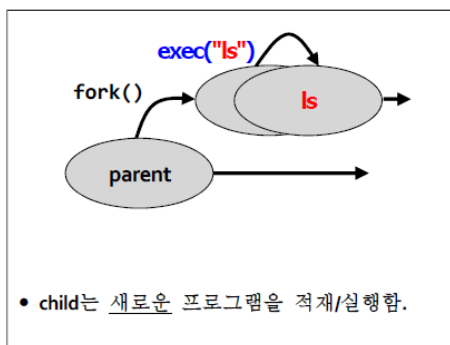 exec("ls")
fork()
ls
parent
• child는 새로운 프로그램을 적재/실행함.